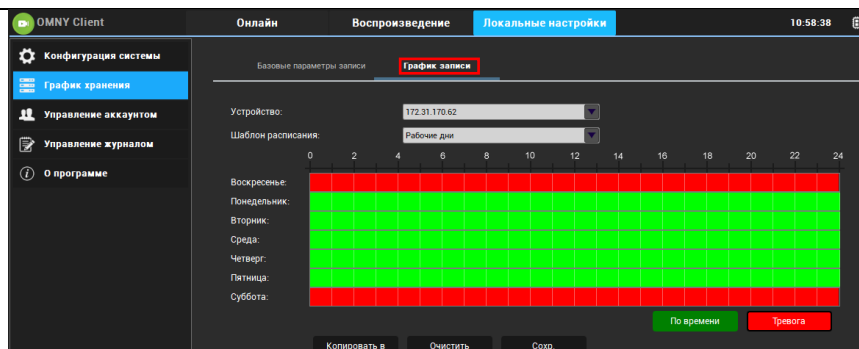 OMNY Client Онлайн Воспроизведение Локальные настройки 10:58:38
Конфигурация системы
График хранения
Управление аккаунтом
Управление журналом
О программе
Базовые параметры записи График записи
Устройство: 172.31.170.62
Шаблон расписания: Рабочие дни
0 2 4 6 8 10 12 14 16 18 20 22 24
Воскресенье:
Понедельник:
Вторник:
Среда:
Четверг:
Пятница:
Суббота:
По времени Тревога
Копировать в Очистить Сохр.